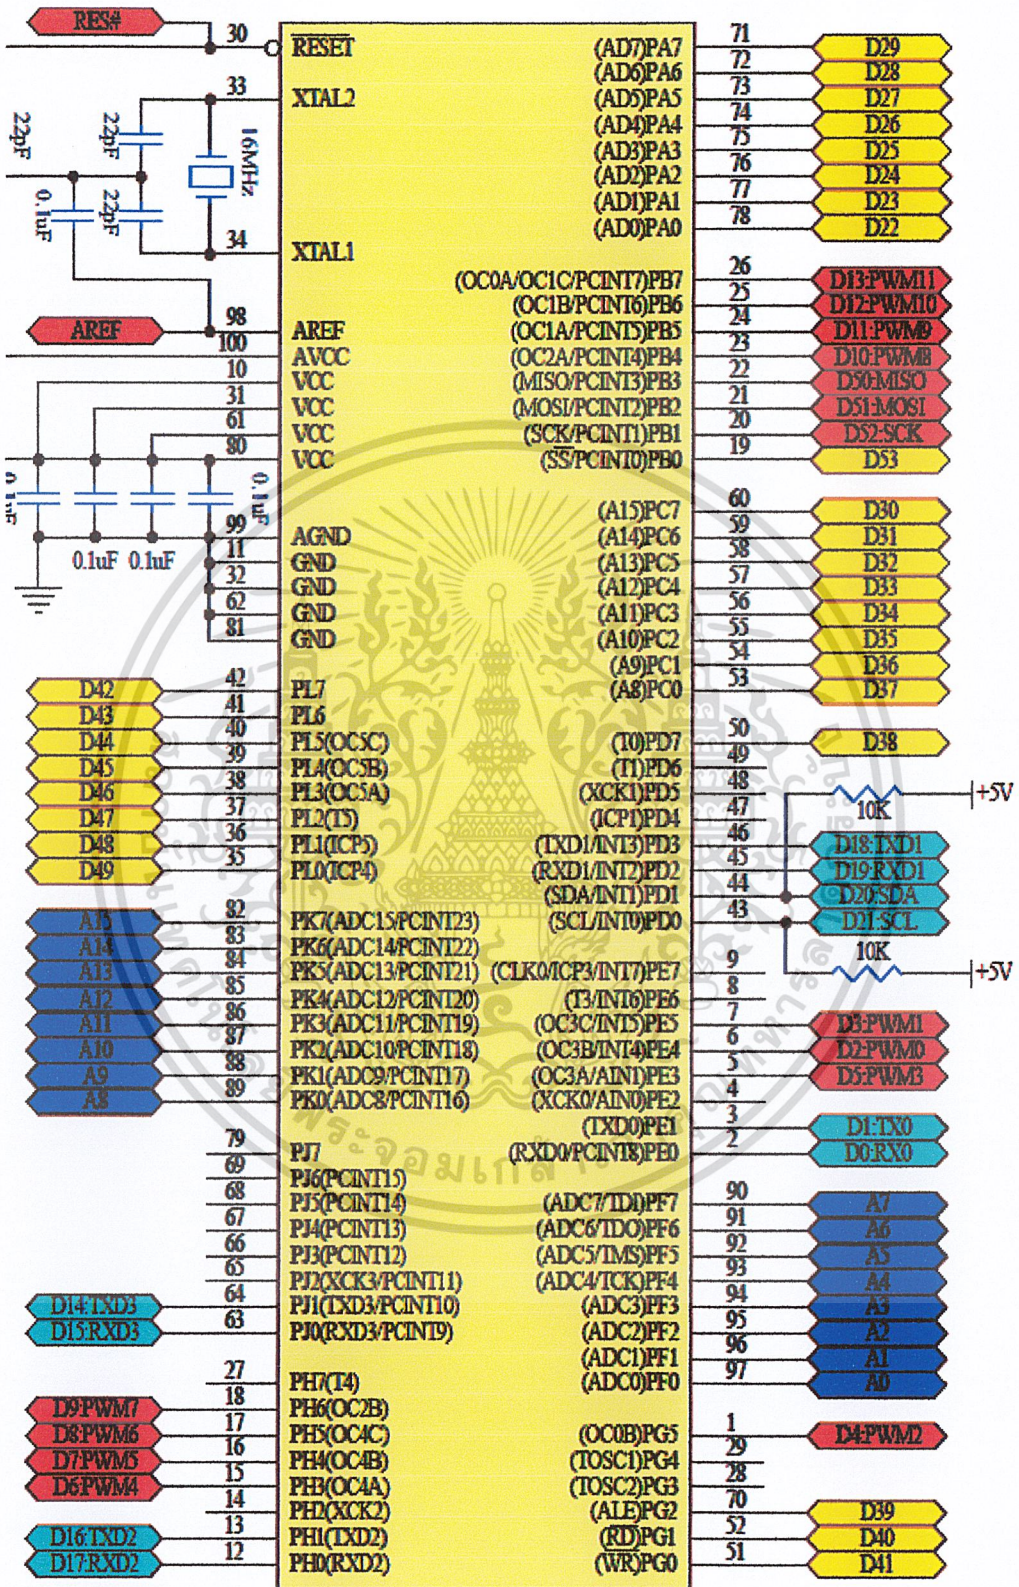 RES#
30
RESET
33
XTAL2
22pF
22pF
0.1uF
22pF
16MHz
34
XTAL1
AREF
98
AREF
100
AVCC
10
VCC
31
VCC
61
VCC
80
VCC
0.1uF
0.1uF 0.1uF
0.1uF
99
AGND
11
GND
32
GND
62
GND
81
GND
D42 42 PL7
D43 41 PL6
D44 40 PL5(OC5C)
D45 39 PL4(OC5B)
D46 38 PL3(OC5A)
D47 37 PL2(T5)
D48 36 PL1(ICP5)
D49 35 PL0(ICP4)
A15 82 PK7(ADC15/PCINT23)
A14 83 PK6(ADC14/PCINT22)
A13 84 PK5(ADC13/PCINT21)
A12 85 PK4(ADC12/PCINT20)
A11 86 PK3(ADC11/PCINT19)
A10 87 PK2(ADC10/PCINT18)
A9 88 PK1(ADC9/PCINT17)
A8 89 PK0(ADC8/PCINT16)
79 PJ7
69 PJ6(PCINT15)
68 PJ5(PCINT14)
67 PJ4(PCINT13)
66 PJ3(PCINT12)
65 PJ2(XCK3/PCINT11)
D14:TXD3 64 PJ1(TXD3/PCINT10)
D15:RXD3 63 PJ0(RXD3/PCINT9)
27 PH7(T4)
D9:PWM7 18 PH6(OC2B)
D8:PWM6 17 PH5(OC4C)
D7:PWM5 16 PH4(OC4B)
D6:PWM4 15 PH3(OC4A)
14 PH2(XCK2)
D16:TXD2 13 PH1(TXD2)
D17:RXD2 12 PH0(RXD2)
(AD7)PA7 71 D29
(AD6)PA6 72 D28
(AD5)PA5 73 D27
(AD4)PA4 74 D26
(AD3)PA3 75 D25
(AD2)PA2 76 D24
(AD1)PA1 77 D23
(AD0)PA0 78 D22
(OC0A/OC1C/PCINT7)PB7 26 D13:PWM11
(OC1B/PCINT6)PB6 25 D12:PWM10
(OC1A/PCINT5)PB5 24 D11:PWM9
(OC2A/PCINT4)PB4 23 D10:PWM8
(MISO/PCINT3)PB3 22 D50:MISO
(MOSI/PCINT2)PB2 21 D51:MOSI
(SCK/PCINT1)PB1 20 D52:SCK
(SS/PCINT0)PB0 19 D53
(A15)PC7 60 D30
(A14)PC6 59 D31
(A13)PC5 58 D32
(A12)PC4 57 D33
(A11)PC3 56 D34
(A10)PC2 55 D35
(A9)PC1 54 D36
(A8)PC0 53 D37
(T0)PD7 50 D38
(T1)PD6 49
(XCK1)PD5 48
10K +5V
(ICP1)PD4 47
(TXD1/INT3)PD3 46 D18:TXD1
(RXD1/INT2)PD2 45 D19:RXD1
(SDA/INT1)PD1 44 D20:SDA
(SCL/INT0)PD0 43 D21:SCL
10K +5V
(CLK0/ICP3/INT7)PE7 9
(T3/INT6)PE6 8
(OC3C/INT5)PE5 7 D3:PWM1
(OC3B/INT4)PE4 6 D2:PWM0
(OC3A/AIN1)PE3 5 D5:PWM3
(XCK0/AIN0)PE2 4
(TXD0)PE1 3 D1:TX0
(RXD0/PCINT8)PE0 2 D0:RX0
(ADC7/TDI)PF7 90 A7
(ADC6/TDO)PF6 91 A6
(ADC5/TMS)PF5 92 A5
(ADC4/TCK)PF4 93 A4
(ADC3)PF3 94 A3
(ADC2)PF2 95 A2
(ADC1)PF1 96 A1
(ADC0)PF0 97 A0
(OC0B)PG5 1 D4:PWM2
(TOSC1)PG4 29
(TOSC2)PG3 28
(ALE)PG2 70 D39
(RD)PG1 52 D40
(WR)PG0 51 D41